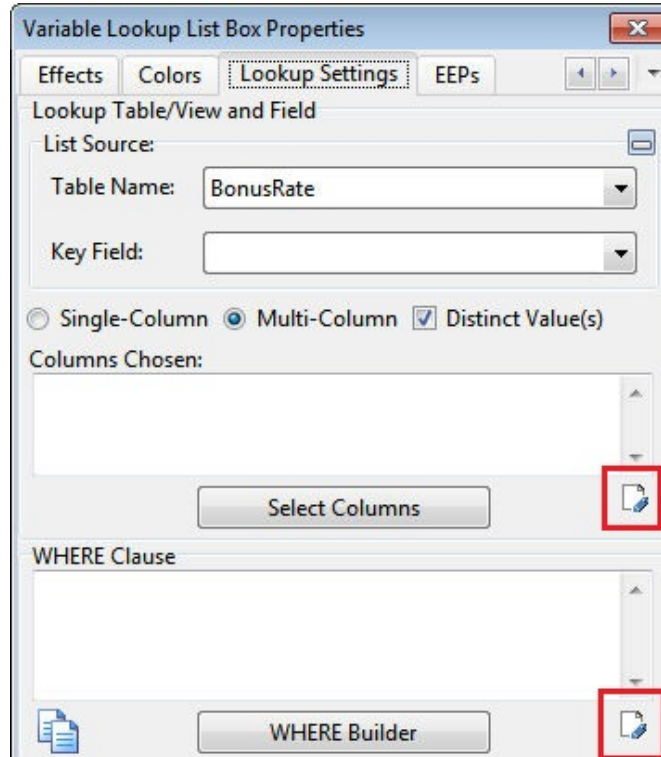 Variable Lookup List Box Properties
Effects Colors Lookup Settings EEPs
Lookup Table/View and Field
List Source:
Table Name: BonusRate
Key Field:
Single-Column Multi-Column Distinct Value(s)
Columns Chosen:
Select Columns
WHERE Clause
WHERE Builder